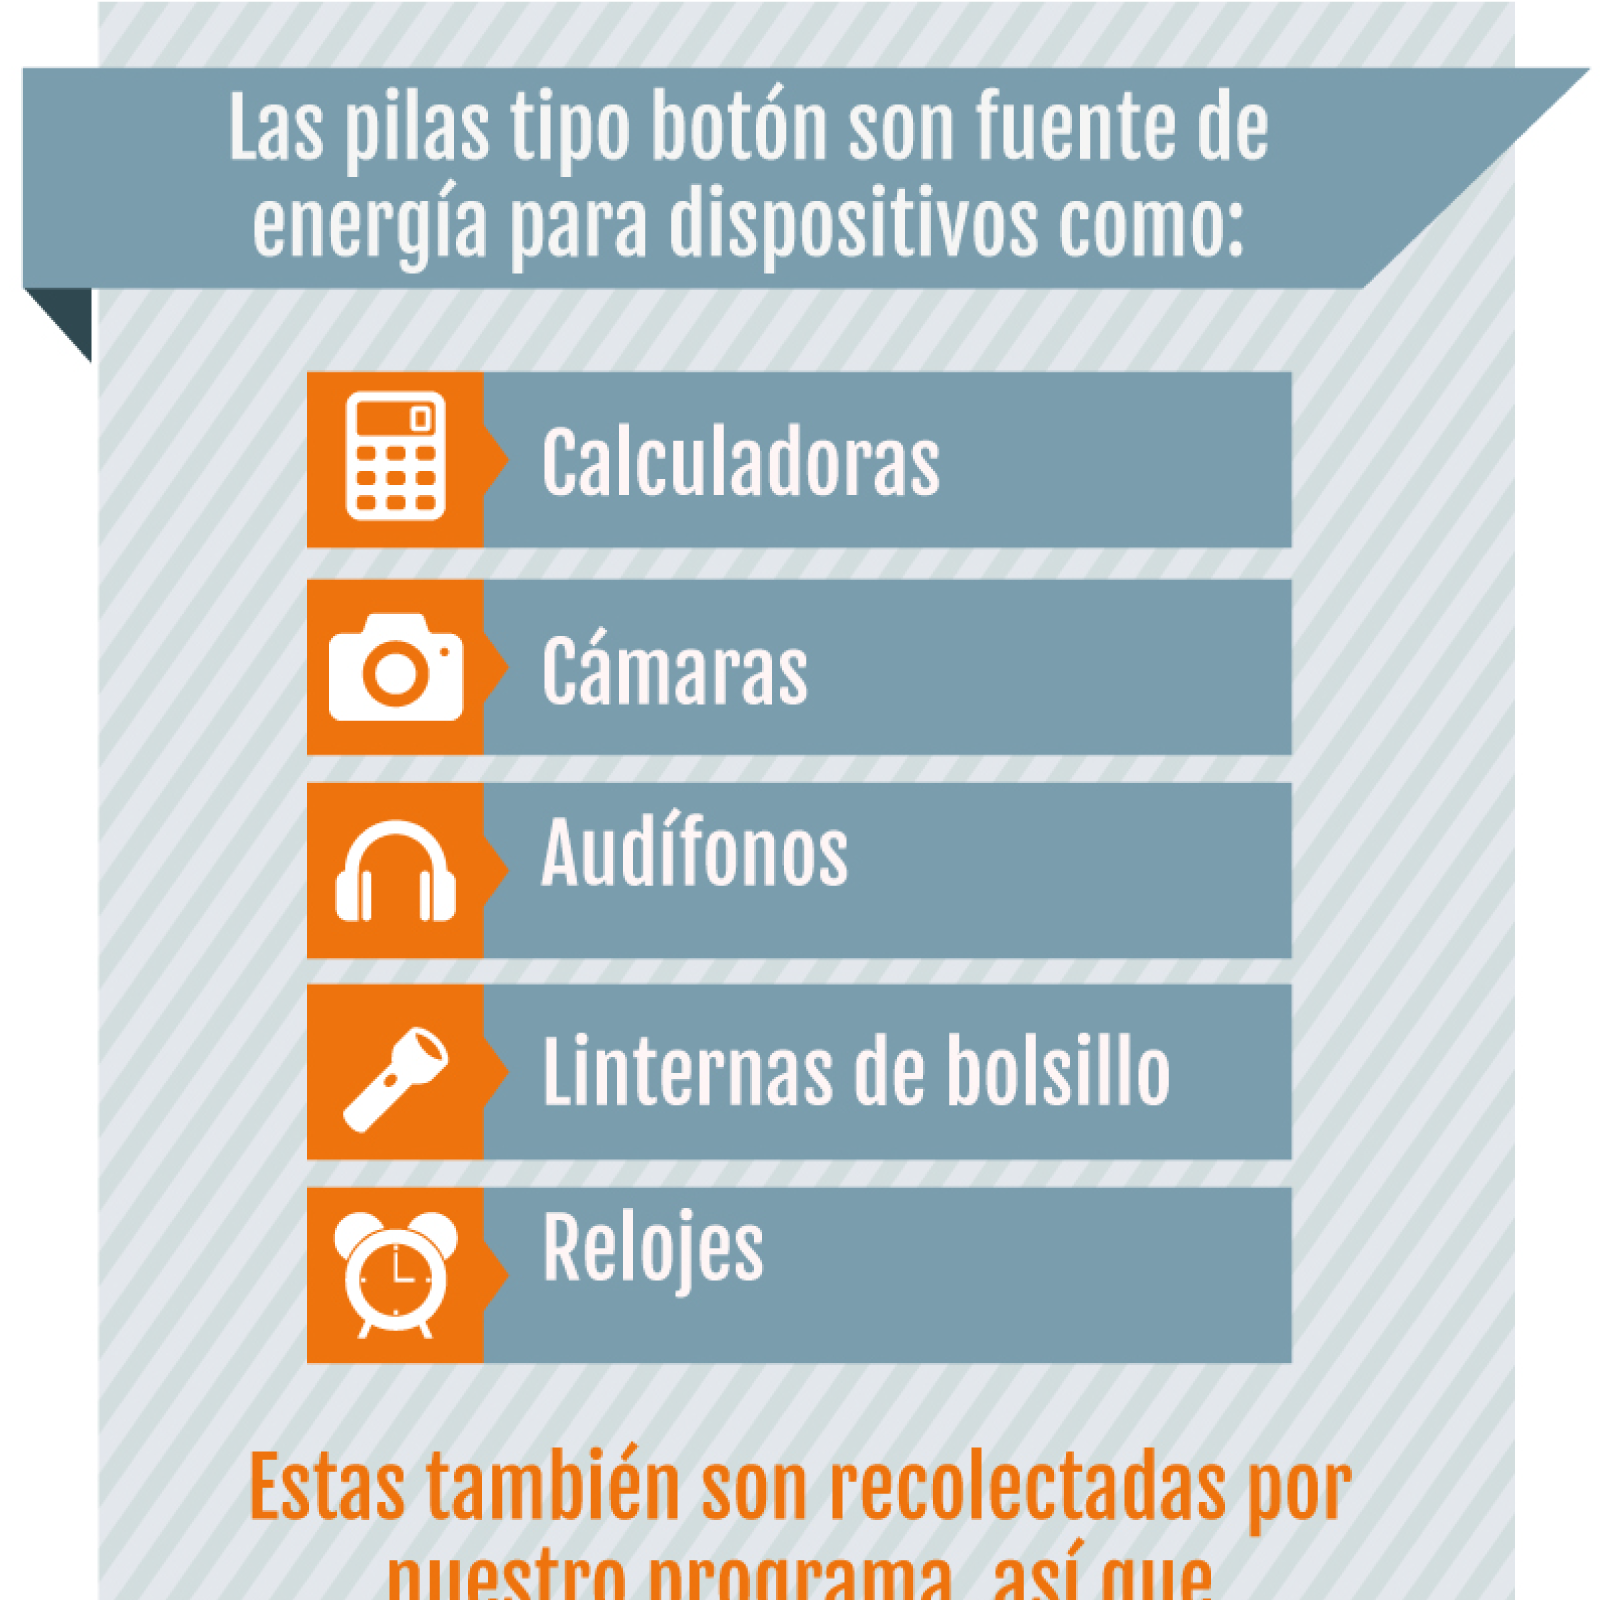 Las pilas tipo botón son fuente de
energía para dispositivos como:
Calculadoras
Cámaras
Audífonos
Linternas de bolsillo
Relojes
Estas también son recolectadas por
nuestro programa, así que